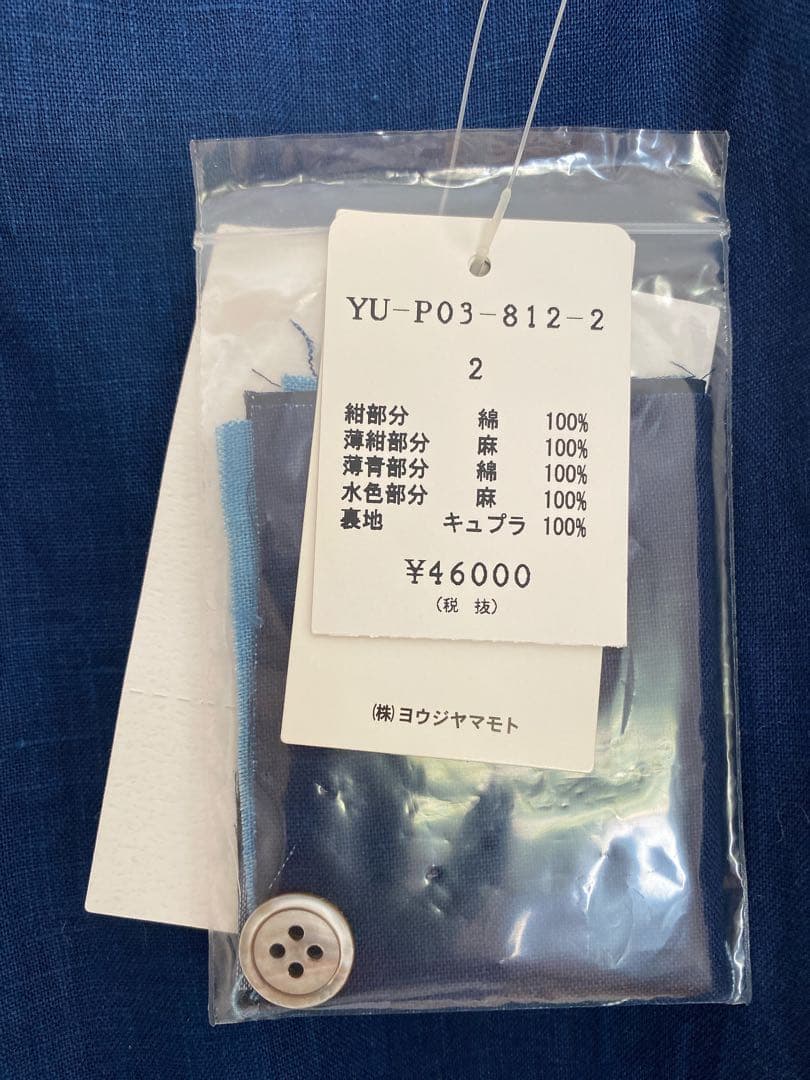 YU-P03-812-2
2
紺部分 綿 100%
薄紺部分 麻 100%
薄青部分 綿 100%
水色部分 麻 100%
裏地 キュプラ 100%
¥46000
(税 抜)
(株)ヨウジヤマモト